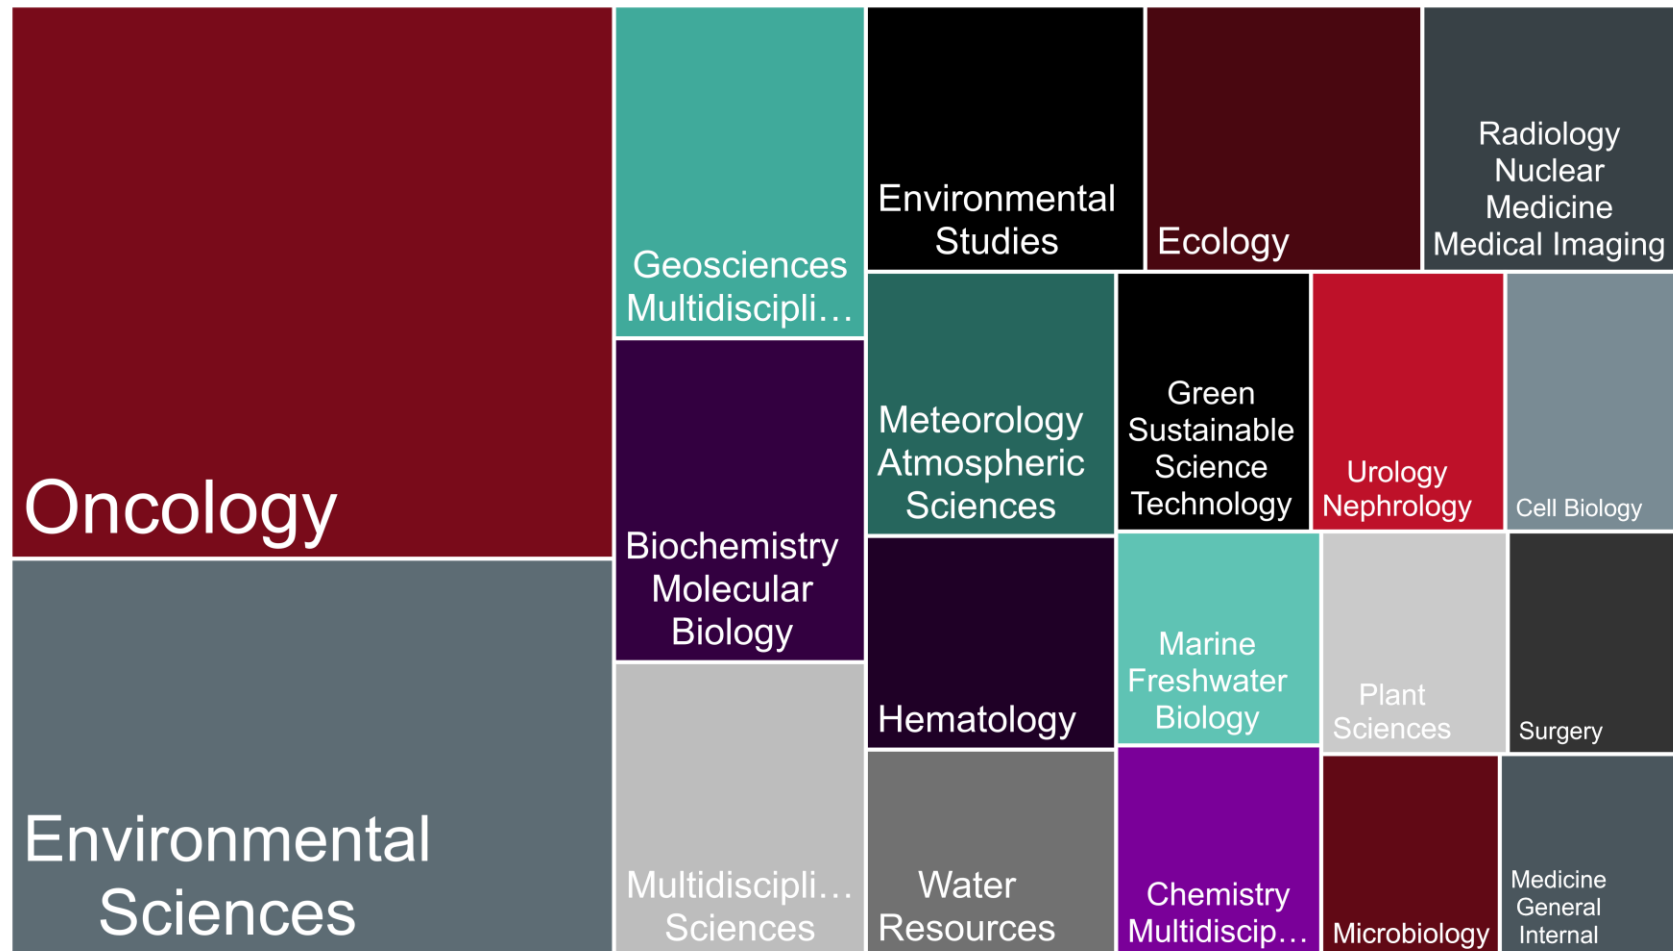 Oncology
Environmental
Sciences
Geosciences
Multidiscipli…
Biochemistry
Molecular
Biology
Multidiscipli…
Sciences
Environmental
Studies
Ecology
Radiology
Nuclear
Medicine
Medical Imaging
Meteorology
Atmospheric
Sciences
Green
Sustainable
Science
Technology
Urology
Nephrology
Cell Biology
Hematology
Marine
Freshwater
Biology
Plant
Sciences
Surgery
Water
Resources
Chemistry
Multidiscip…
Microbiology
Medicine
General
Internal